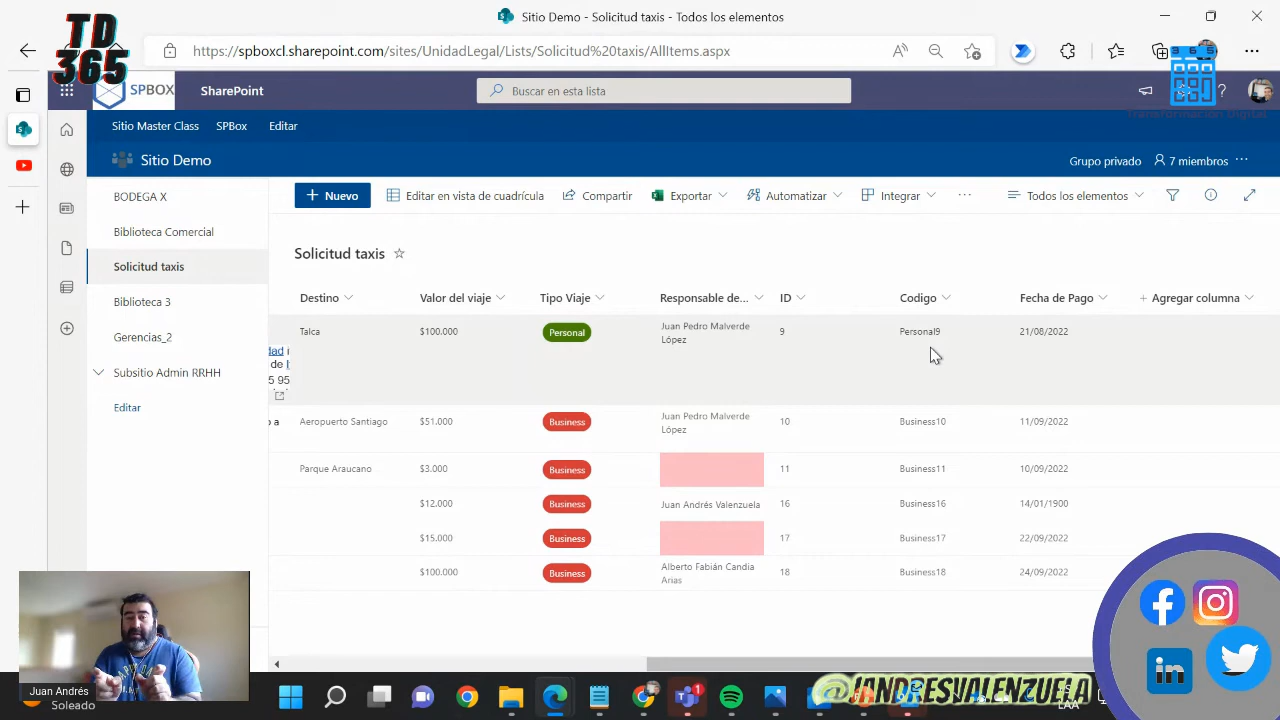 TD
365
Sitio Demo - Solicitud taxis - Todos los elementos
https://spboxcl.sharepoint.com/sites/UnidadLegal/Lists/Solicitud%20taxis/AllItems.aspx
365
Transformación Digital
SPBOX
SharePoint
Buscar en esta lista
Sitio Master Class
SPBox
Editar
Sitio Demo
Grupo privado
7 miembros
BODEGA X
Biblioteca Comercial
Solicitud taxis
Biblioteca 3
Gerencias_2
Subsitio Admin RRHH
Editar
+ Nuevo
Editar en vista de cuadrícula
Compartir
Exportar
Automatizar
Integrar
Todos los elementos
Solicitud taxis
Destino Valor del viaje Tipo Viaje Responsable de... ID Codigo Fecha de Pago + Agregar columna
Talca $100.000 Personal Juan Pedro Malverde López 9 Personal9 21/08/2022
Aeropuerto Santiago $51.000 Business Juan Pedro Malverde López 10 Business10 11/09/2022
Parque Araucano $3.000 Business 11 Business11 10/09/2022
$12.000 Business Juan Andrés Valenzuela 16 Business16 14/01/1900
$15.000 Business 17 Business17 22/09/2022
$100.000 Business Alberto Fabián Candia Arias 18 Business18 24/09/2022
Juan Andrés
Soleado
@JANDRESVALENZUELA
LAA